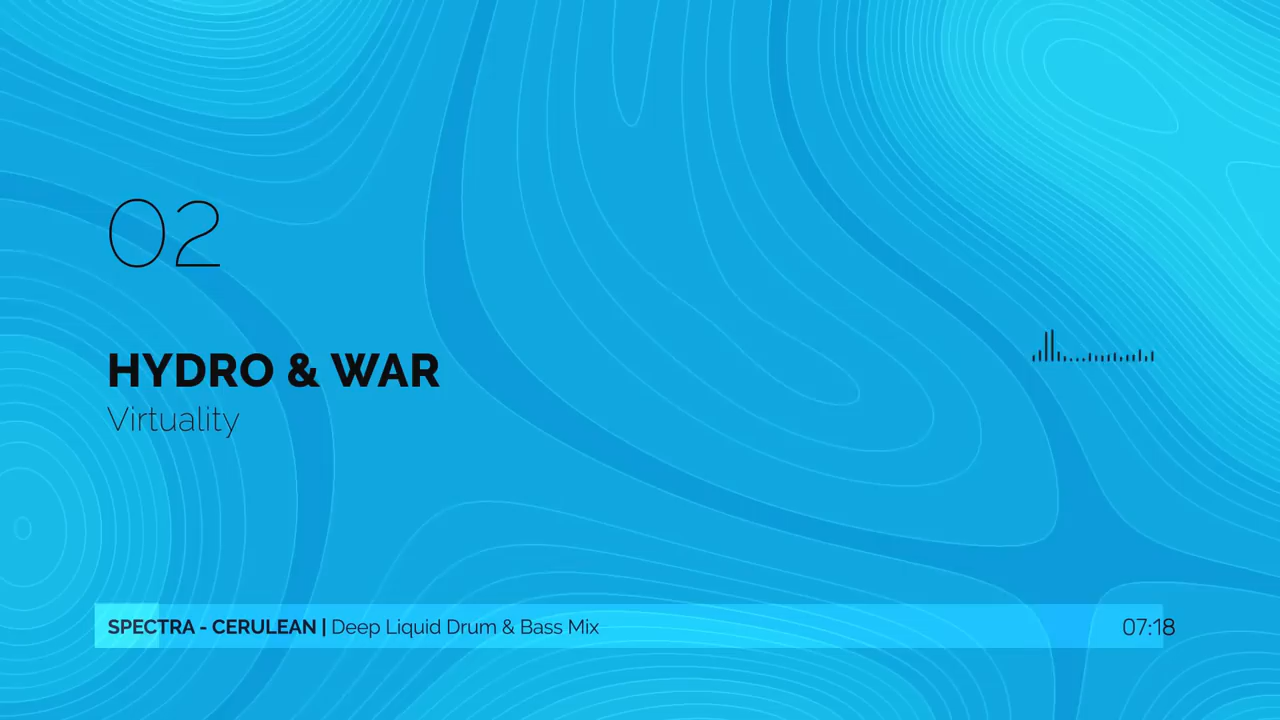 02
HYDRO & WAR
Virtuality
SPECTRA - CERULEAN | Deep Liquid Drum & Bass Mix
07:18